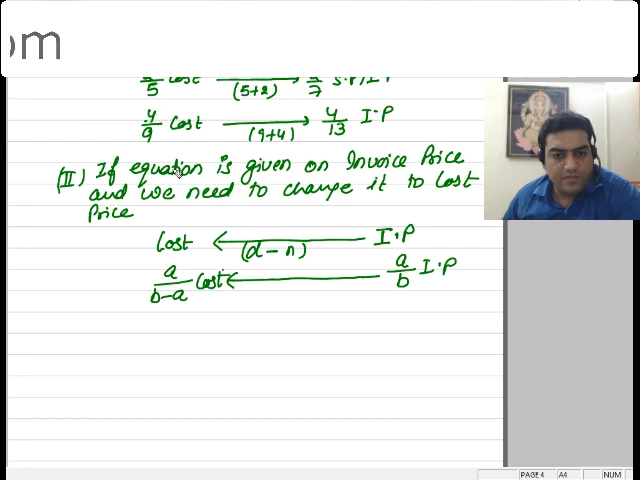 om
5 Cost (5+2) 7 S.P/I.P
4/9 Cost (9+4) 4/13 I.P
(II) If equation is given on Invoice Price
and we need to change it to Cost
Price
Cost (d-n) I.P
a/b-a Cost a/b I.P
PAGE 4 A4 NUM